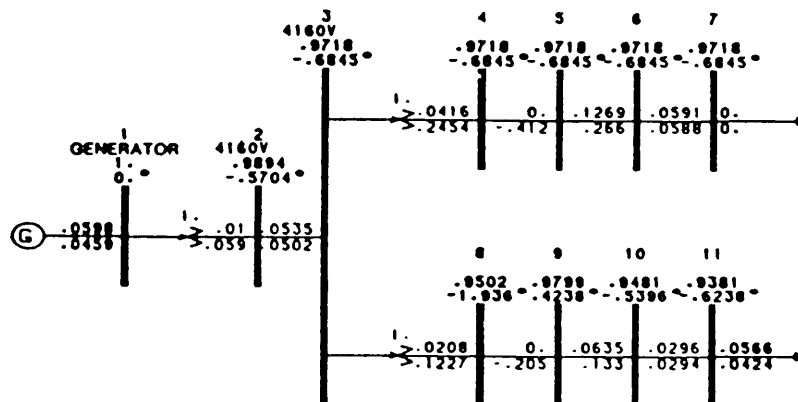 3
4160V
.9718
-.6845°
4 5 6 7
.9718 .9718 .9718 .9718
-.6845° -.6845° -.6845° -.6845°
1. .0416 0. .1269 .0591 0.
.2454 -.412 .266 .0588 0.
1
GENERATOR
1.
0.°
2
4160V
.9894
-.5704°
G .0598 1. .01 .0535
.0459 .059 .0502
8 9 10 11
.9502 .9799 .9481 .9381
-1.936° .4238° -.5396° -.6238°
1. .0208 0. .0635 .0296 .0566
.1227 -.205 .133 .0294 .0424